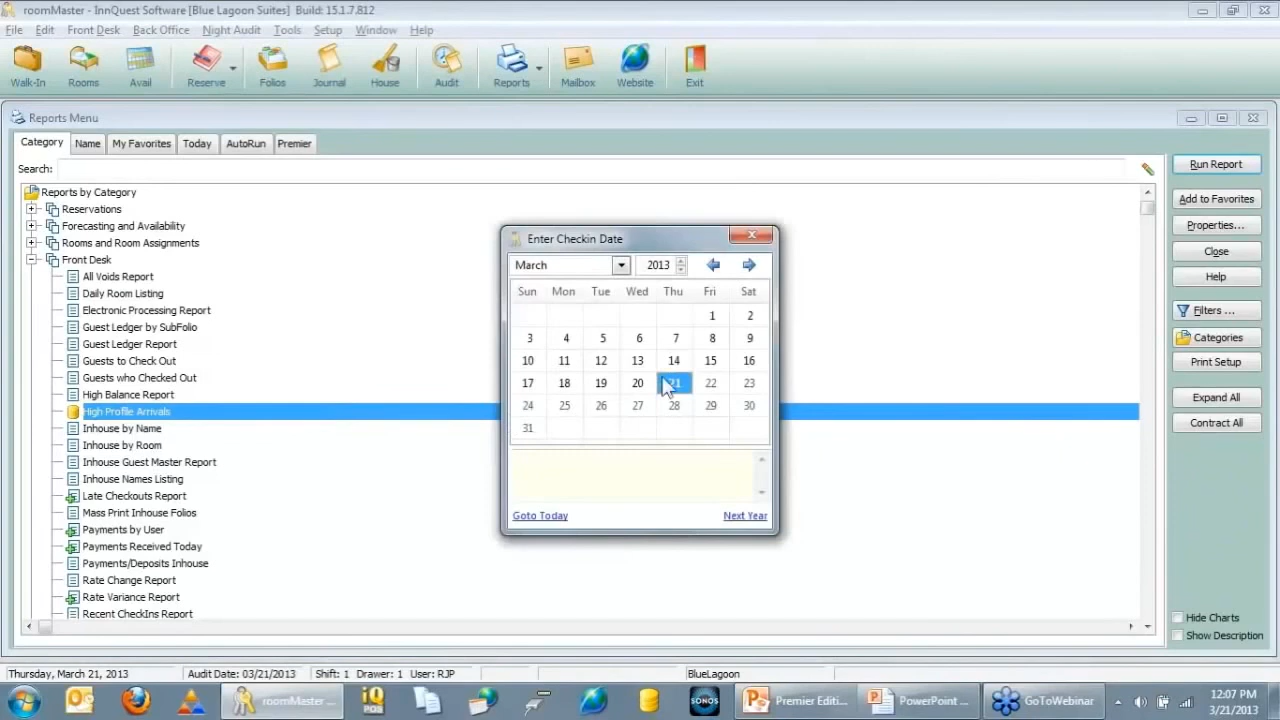 roomMaster - InnQuest Software [Blue Lagoon Suites] Build: 15.1.7.812
File Edit Front Desk Back Office Night Audit Tools Setup Window Help
Walk-In Rooms Avail Reserve Folios Journal House Audit Reports Mailbox Website Exit
Reports Menu
Category Name My Favorites Today AutoRun Premier
Search:
Run Report
Add to Favorites
Properties...
Close
Help
Filters ...
Categories
Print Setup
Expand All
Contract All
Hide Charts
Show Description
Reports by Category
Reservations
Forecasting and Availability
Rooms and Room Assignments
Front Desk
All Voids Report
Daily Room Listing
Electronic Processing Report
Guest Ledger by SubFolio
Guest Ledger Report
Guests to Check Out
Guests who Checked Out
High Balance Report
High Profile Arrivals
Inhouse by Name
Inhouse by Room
Inhouse Guest Master Report
Inhouse Names Listing
Late Checkouts Report
Mass Print Inhouse Folios
Payments by User
Payments Received Today
Payments/Deposits Inhouse
Rate Change Report
Rate Variance Report
Recent CheckIns Report
Enter Checkin Date
March 2013
Sun Mon Tue Wed Thu Fri Sat
1 2
3 4 5 6 7 8 9
10 11 12 13 14 15 16
17 18 19 20 21 22 23
24 25 26 27 28 29 30
31
Goto Today Next Year
Thursday, March 21, 2013 Audit Date: 03/21/2013 Shift: 1 Drawer: 1 User: RJP BlueLagoon
roomMaster ... iQ POS SONOS Premier Editi... PowerPoint ... GoToWebinar
12:07 PM
3/21/2013